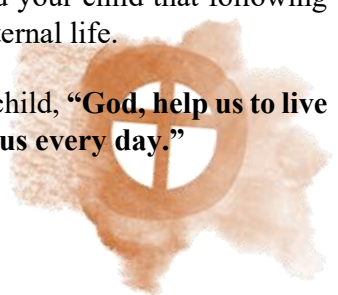 your child that following
ternal life.
child, “God, help us to live
us every day.”